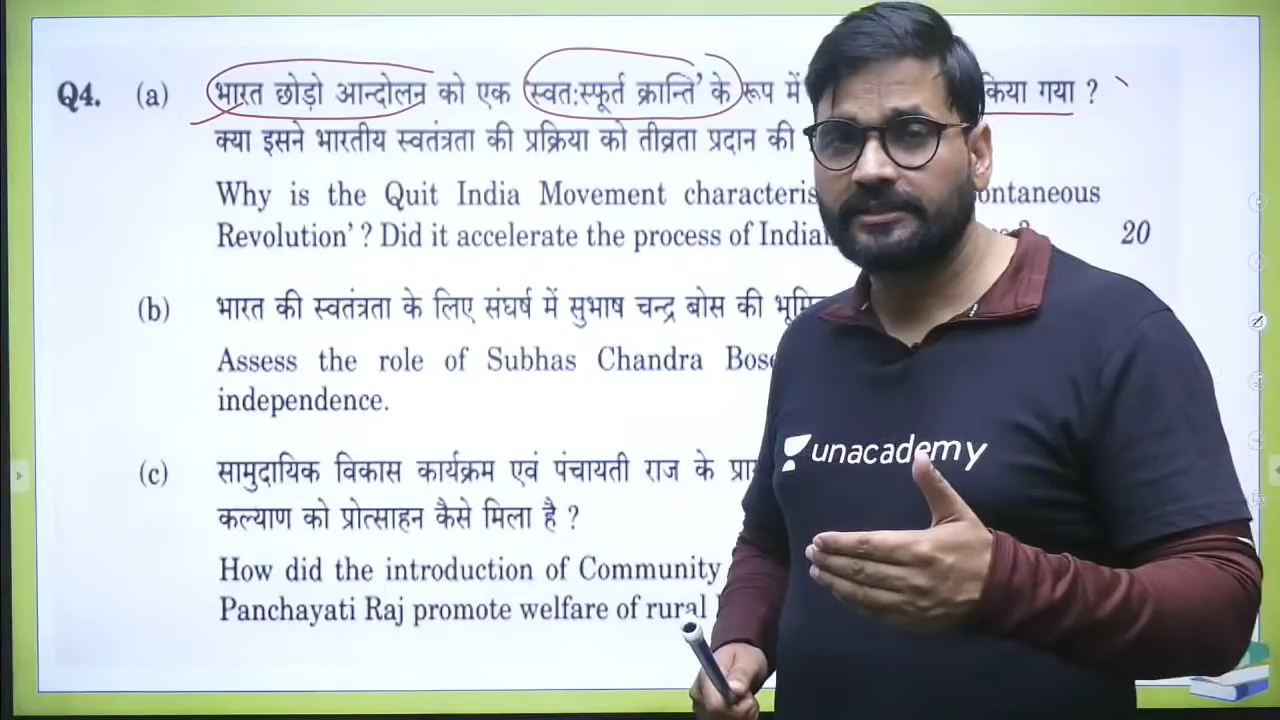 Q4. (a) भारत छोड़ो आन्दोलन को एक 'स्वत:स्फूर्त क्रान्ति' के रूप में किया गया ?
क्या इसने भारतीय स्वतंत्रता की प्रक्रिया को तीव्रता प्रदान की
Why is the Quit India Movement
Revolution' ? Did it accelerate the process of 20
(b) भारत की स्वतंत्रता के लिए संघर्ष में सुभाष चन्द्र बोस की
Assess the role of Subhas Chandra Bose
independence.
unacademy
(c) सामुदायिक विकास कार्यक्रम एवं पंचायती राज के
कल्याण को प्रोत्साहन कैसे मिला है ?
How did the introduction of Community
Panchayati Raj promote welfare of rural